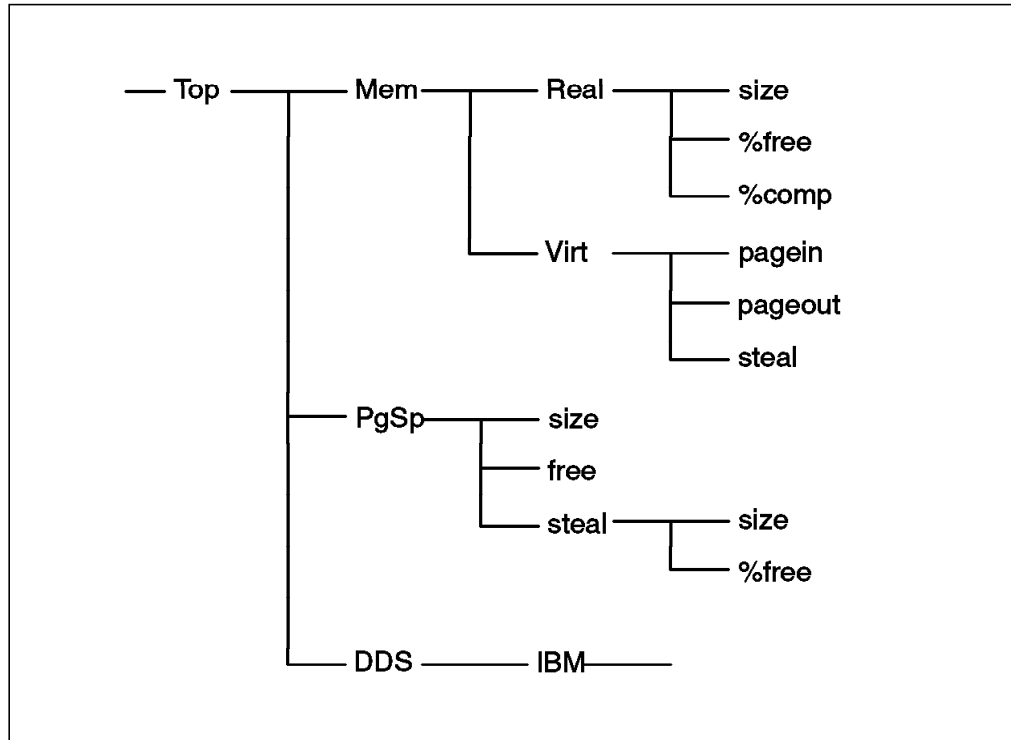 Top Mem Real size
%free
%comp
Virt pagein
pageout
steal
PgSp size
free
steal size
%free
DDS IBM